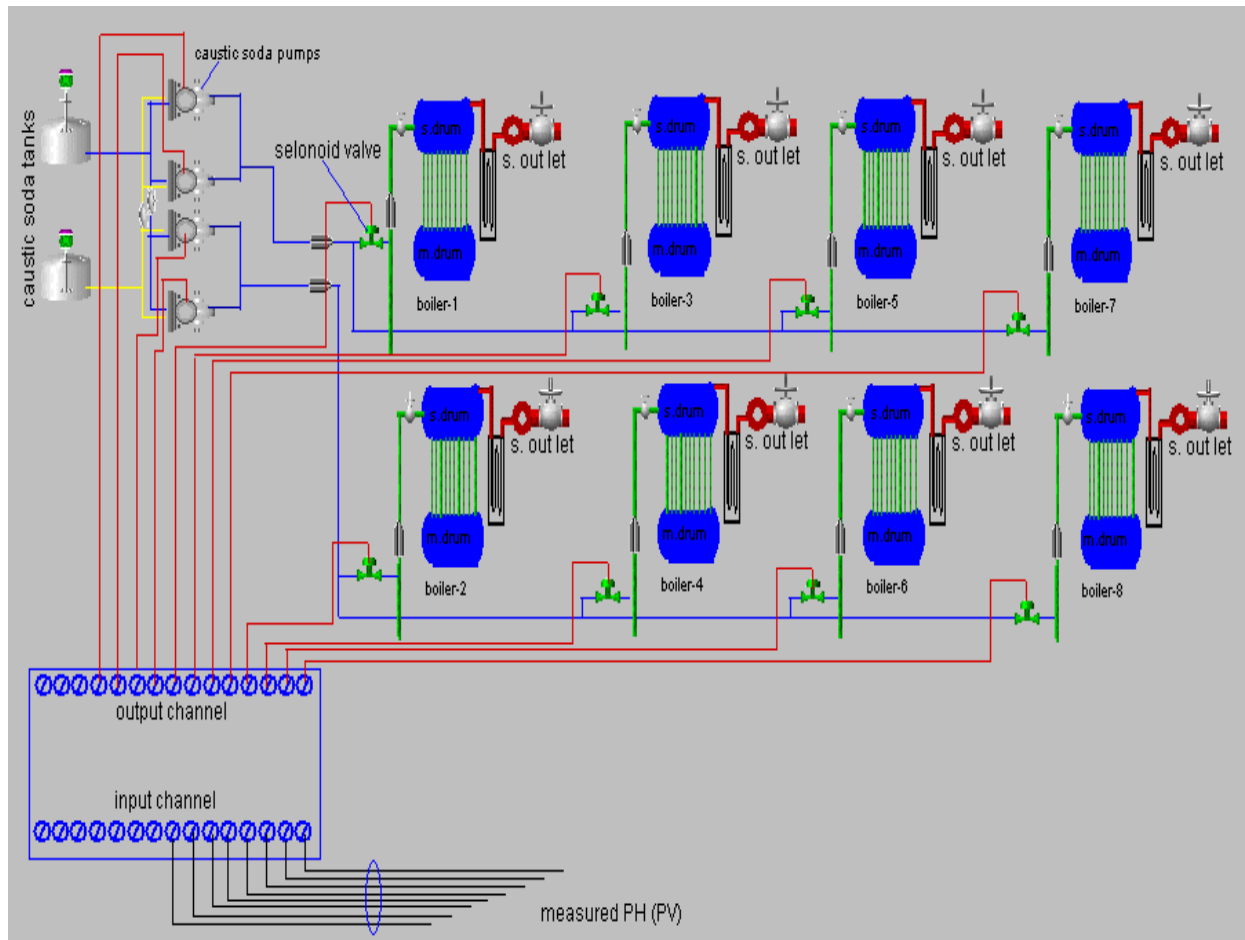 caustic soda pumps
caustic soda tanks
selonoid valve
s.drum
s. out let
m.drum
boiler-1
s.drum
s. out let
m.drum
boiler-3
s.drum
s. out let
m.drum
boiler-5
s.drum
s. out let
m.drum
boiler-7
s.drum
s. out let
m.drum
boiler-2
s.drum
s. out let
m.drum
boiler-4
s.drum
s. out let
m.drum
boiler-6
s.drum
s. out let
m.drum
boiler-8
output channel
input channel
measured PH (PV)